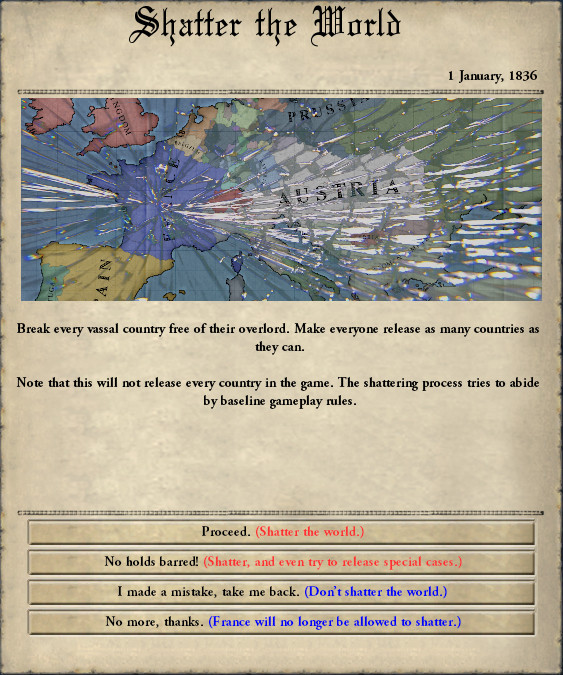 Shatter the World
1 January, 1836
NGDOM
PRUSSIA
BELGIU
FRANCE
AUSTRIA
AIN
Break every vassal country free of their overlord. Make everyone release as many countries as
they can.
Note that this will not release every country in the game. The shattering process tries to abide
by baseline gameplay rules.
Proceed. (Shatter the world.)
No holds barred! (Shatter, and even try to release special cases.)
I made a mistake, take me back. (Don't shatter the world.)
No more, thanks. (France will no longer be allowed to shatter.)